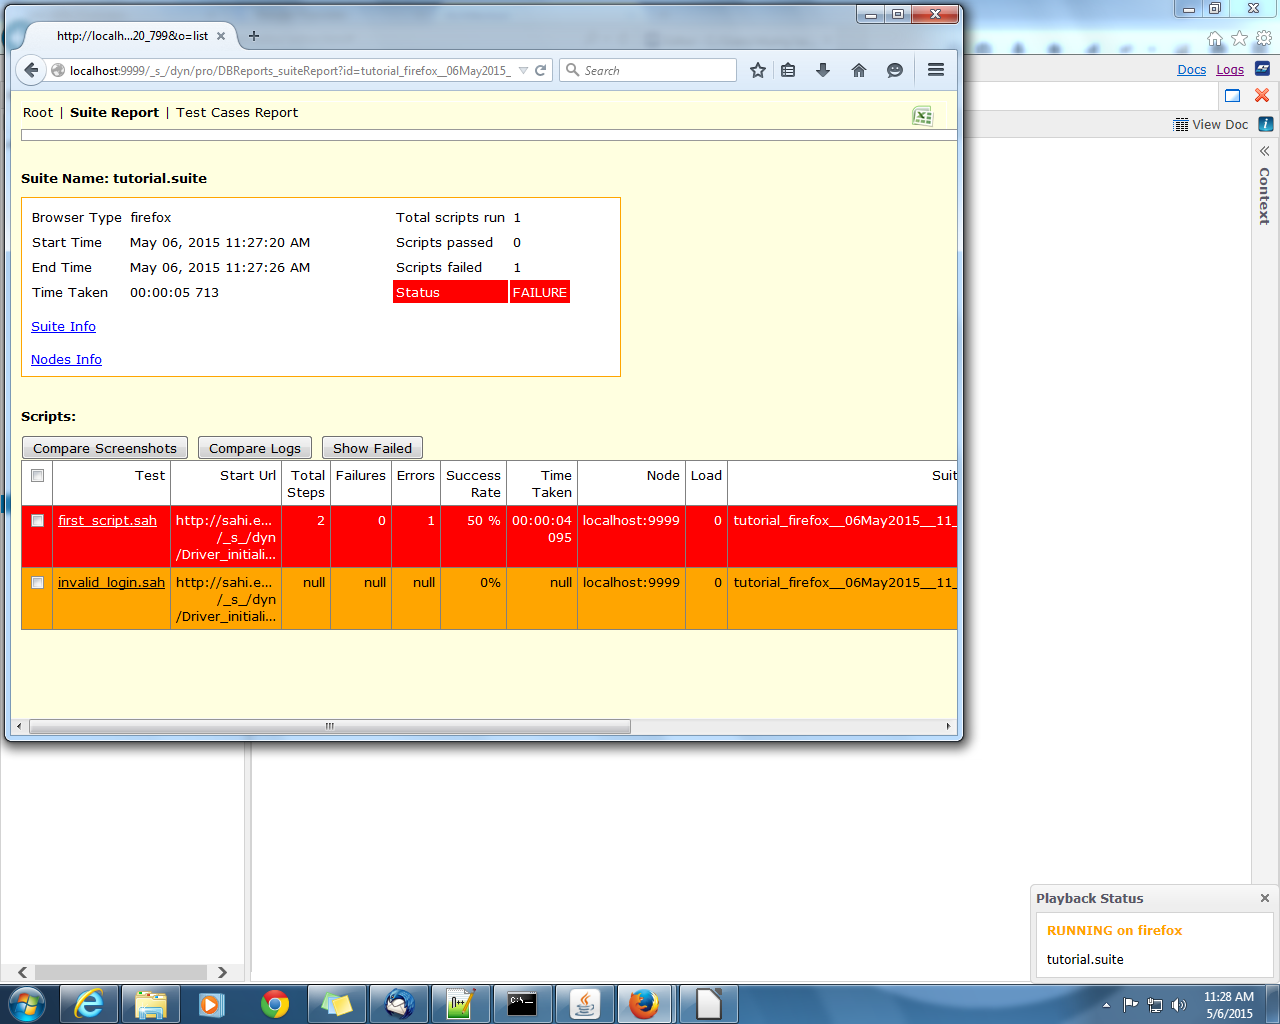 http://localh...20_799&o=list
localhost:9999/_s_/dyn/pro/DBReports_suiteReport?id=tutorial_firefox__06May2015_
Search
Docs Logs
Root | Suite Report | Test Cases Report
View Doc
Context
Suite Name: tutorial.suite
Browser Type firefox Total scripts run 1
Start Time May 06, 2015 11:27:20 AM Scripts passed 0
End Time May 06, 2015 11:27:26 AM Scripts failed 1
Time Taken 00:00:05 713 Status FAILURE
Suite Info
Nodes Info
Scripts:
Compare Screenshots Compare Logs Show Failed
Test Start Url Total Steps Failures Errors Success Rate Time Taken Node Load Suit
first_script.sah http://sahi.e... 2 0 1 50 % 00:00:04 localhost:9999 0 tutorial_firefox__06May2015__11_
/_s_/dyn 095
/Driver_initiali...
invalid_login.sah http://sahi.e... null null null 0% null localhost:9999 0 tutorial_firefox__06May2015__11_
/_s_/dyn
/Driver_initiali...
Playback Status
RUNNING on firefox
tutorial.suite
11:28 AM
5/6/2015